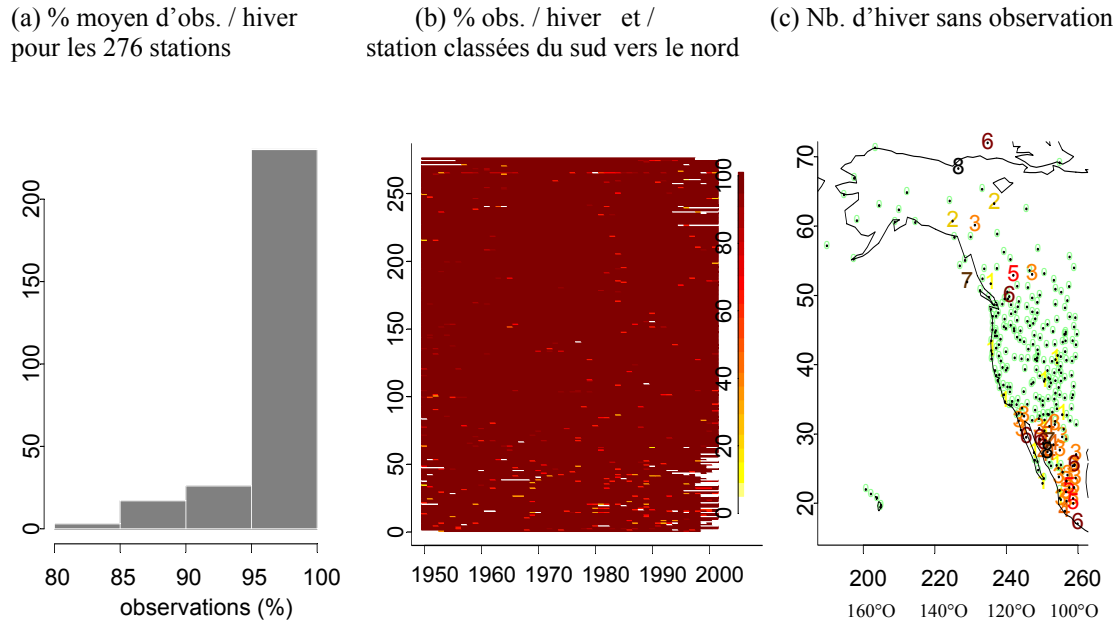 (a) % moyen d'obs. / hiver
pour les 276 stations
(b) % obs. / hiver et /
station classées du sud vers le nord
(c) Nb. d'hiver sans observation
0 50 100 150 200
80 85 90 95 100
observations (%)
0 50 100 150 200 250
1950 1960 1970 1980 1990 2000
0 20 40 60 80 100
20 30 40 50 60 70
6
8
2
2
3
5
3
7
1
6
200 220 240 260
160°O 140°O 120°O 100°O